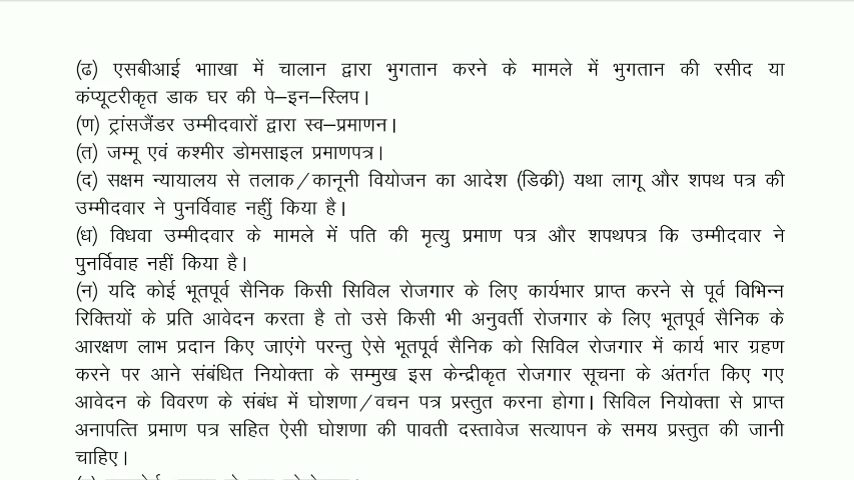 (ढ) एसबीआई भााखा में चालान द्वारा भुगतान करने के मामले में भुगतान की रसीद या
कंप्यूटरीकृत डाक घर की पे–इन–स्लिप।
(ण) ट्रांसजैंडर उम्मीदवारों द्वारा स्व–प्रमाणन।
(त) जम्मू एवं कश्मीर डोमसाइल प्रमाणपत्र।
(द) सक्षम न्यायालय से तलाक/कानूनी वियोजन का आदेश (डिक्री) यथा लागू और शपथ पत्र की
उम्मीदवार ने पुनर्विवाह नहीं किया है।
(ध) विधवा उम्मीदवार के मामले में पति की मृत्यु प्रमाण पत्र और शपथपत्र कि उम्मीदवार ने
पुनर्विवाह नहीं किया है।
(न) यदि कोई भूतपूर्व सैनिक किसी सिविल रोजगार के लिए कार्यभार प्राप्त करने से पूर्व विभिन्न
रिक्तियों के प्रति आवेदन करता है तो उसे किसी भी अनुवर्ती रोजगार के लिए भूतपूर्व सैनिक के
आरक्षण लाभ प्रदान किए जाएंगे परन्तु ऐसे भूतपूर्व सैनिक को सिविल रोजगार में कार्य भार ग्रहण
करने पर आने संबंधित नियोक्ता के सम्मुख इस केन्द्रीकृत रोजगार सूचना के अंतर्गत किए गए
आवेदन के विवरण के संबंध में घोशणा/वचन पत्र प्रस्तुत करना होगा। सिविल नियोक्ता से प्राप्त
अनापत्ति प्रमाण पत्र सहित ऐसी घोशणा की पावती दस्तावेज सत्यापन के समय प्रस्तुत की जानी
चाहिए।